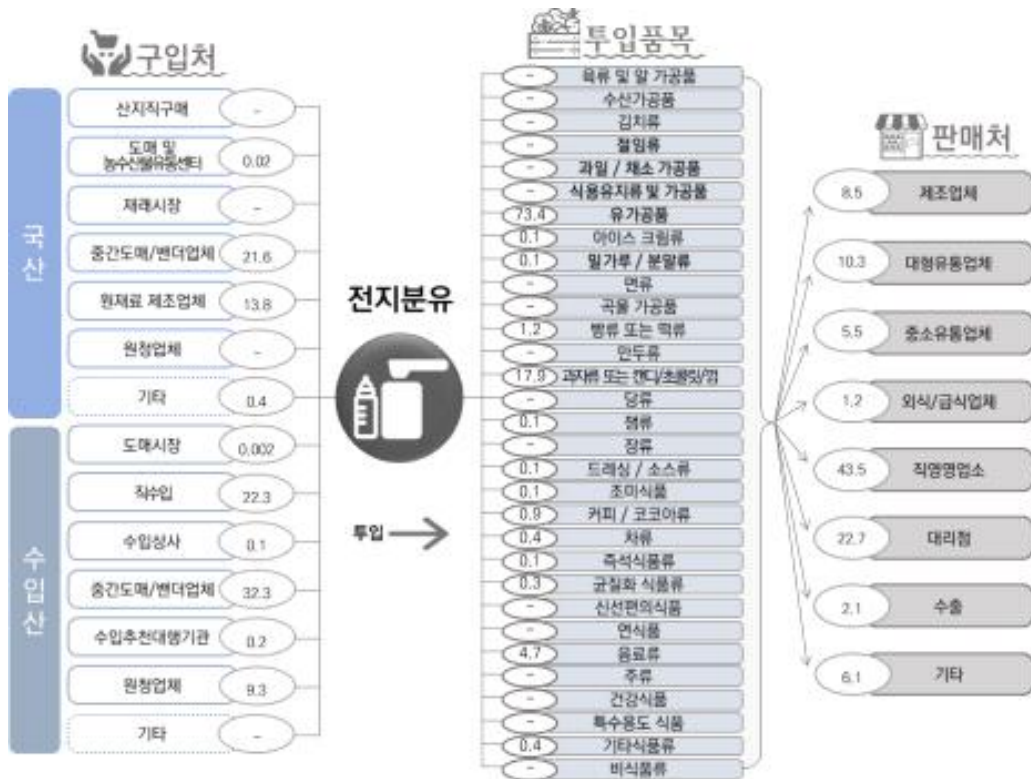 구입처
국산
산지직구매 -
도매 및
농수산물유통센터 0.02
재래시장 -
중간도매/밴더업체 21.6
원재료 제조업체 13.8
원청업체 -
기타 0.4
수입산
도매시장 0.002
직수입 22.3
수입상사 0.1
중간도매/밴더업체 32.3
수입추천대행기관 0.2
원청업체 9.3
기타 -
전지분유
투입
투입품목
- 육류 및 알 가공품
- 수산가공품
- 김치류
- 절임류
- 과일 / 채소 가공품
- 식용유지류 및 가공품
73.4 유가공품
0.1 아이스 크림류
0.1 밀가루 / 분말류
- 면류
- 곡물 가공품
1.2 빵류 또는 떡류
- 만두류
17.9 과자류 또는 캔디/초콜릿/껌
- 당류
0.1 잼류
- 장류
0.1 드레싱 / 소스류
0.1 조미식품
0.9 커피 / 코코아류
0.4 차류
0.1 즉석식품류
0.3 균질화 식품류
- 신선편의식품
- 연식품
4.7 음료류
- 주류
- 건강식품
- 특수용도 식품
0.4 기타식품류
- 비식품류
판매처
8.5 제조업체
10.3 대형유통업체
5.5 중소유통업체
1.2 외식/급식업체
43.5 직영영업소
22.7 대리점
2.1 수출
6.1 기타